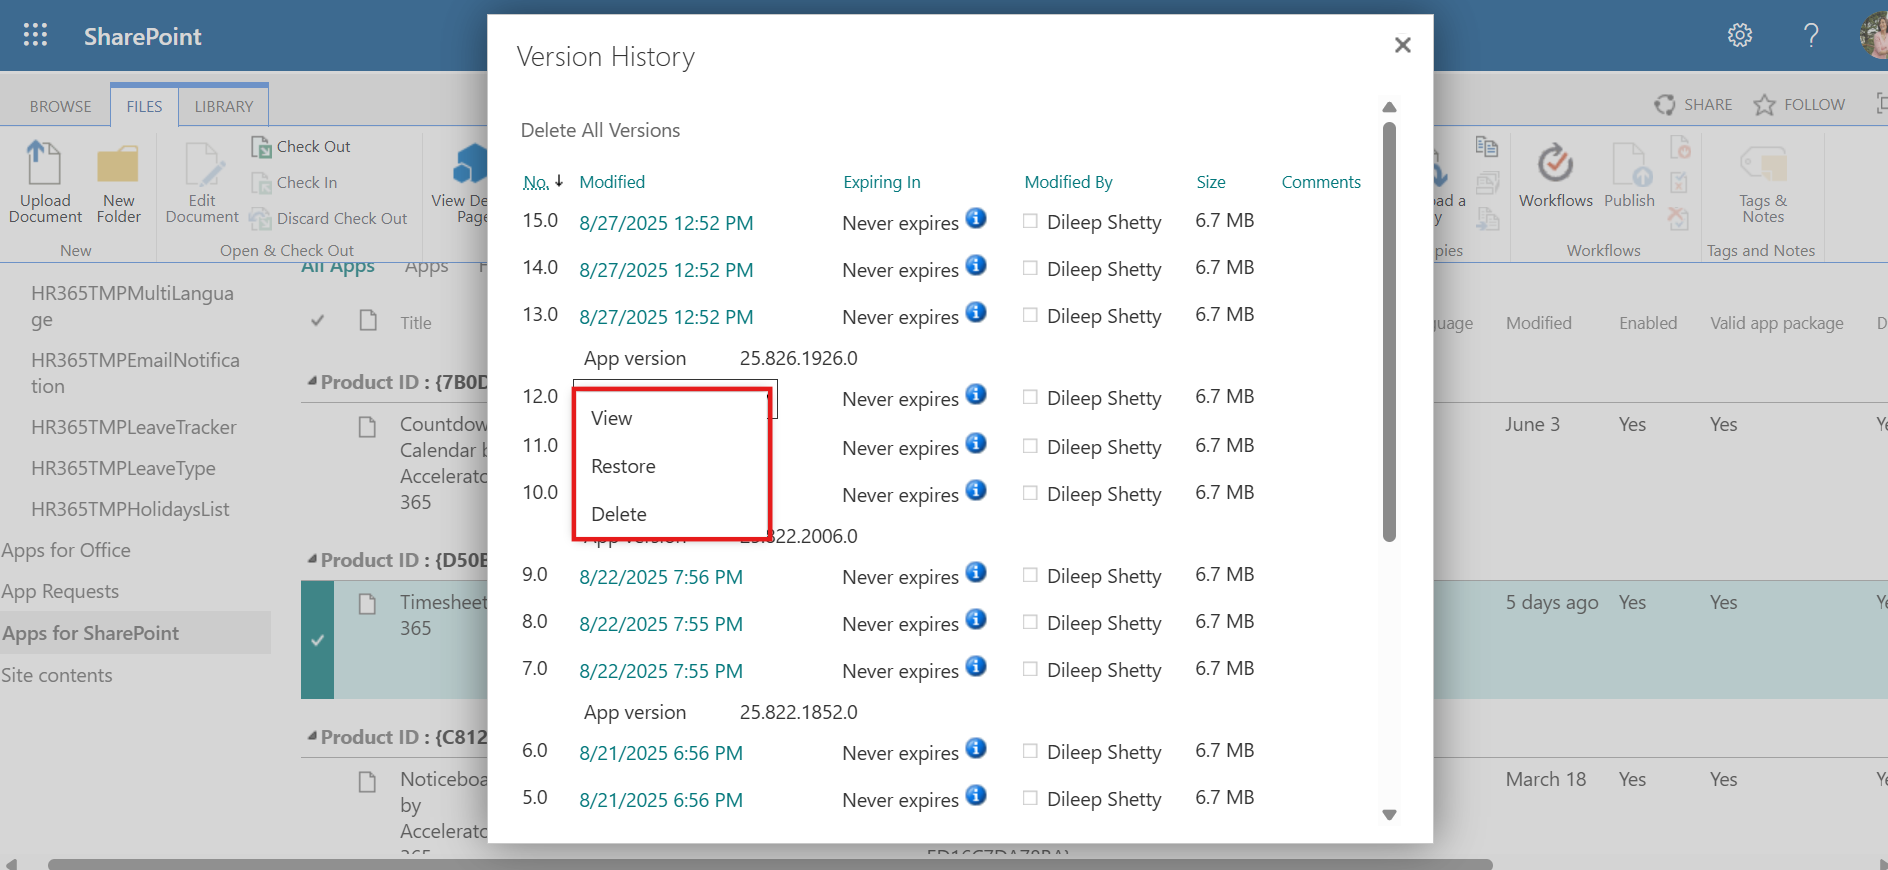 SharePoint
Version History
BROWSE FILES LIBRARY
SHARE FOLLOW
Upload Document
New Folder
New
Edit Document
Check Out
Check In
Discard Check Out
Open & Check Out
View
Workflows
Publish
Workflows
Tags & Notes
Tags and Notes
Delete All Versions
No. Modified Expiring In Modified By Size Comments
15.0 8/27/2025 12:52 PM Never expires Dileep Shetty 6.7 MB
14.0 8/27/2025 12:52 PM Never expires Dileep Shetty 6.7 MB
13.0 8/27/2025 12:52 PM Never expires Dileep Shetty 6.7 MB
App version 25.826.1926.0
12.0 Never expires Dileep Shetty 6.7 MB
View
11.0 Never expires Dileep Shetty 6.7 MB
Restore
10.0 Never expires Dileep Shetty 6.7 MB
Delete
App version .822.2006.0
9.0 8/22/2025 7:56 PM Never expires Dileep Shetty 6.7 MB
8.0 8/22/2025 7:55 PM Never expires Dileep Shetty 6.7 MB
7.0 8/22/2025 7:55 PM Never expires Dileep Shetty 6.7 MB
App version 25.822.1852.0
6.0 8/21/2025 6:56 PM Never expires Dileep Shetty 6.7 MB
5.0 8/21/2025 6:56 PM Never expires Dileep Shetty 6.7 MB
HR365TMPMultiLangua
ge
HR365TMPEmailNotifica
tion
HR365TMPLeaveTracker
HR365TMPLeaveType
HR365TMPHolidaysList
Apps for Office
App Requests
Apps for SharePoint
Site contents
All Apps Apps
Title
Modified Enabled Valid app package
Product ID : {7B0D
Countdow
Calendar b
Accelerato
365
June 3 Yes Yes
Product ID : {D50B
Timesheet
365
5 days ago Yes Yes
Product ID : {C812
Noticeboa
by
Accelerato
March 18 Yes Yes